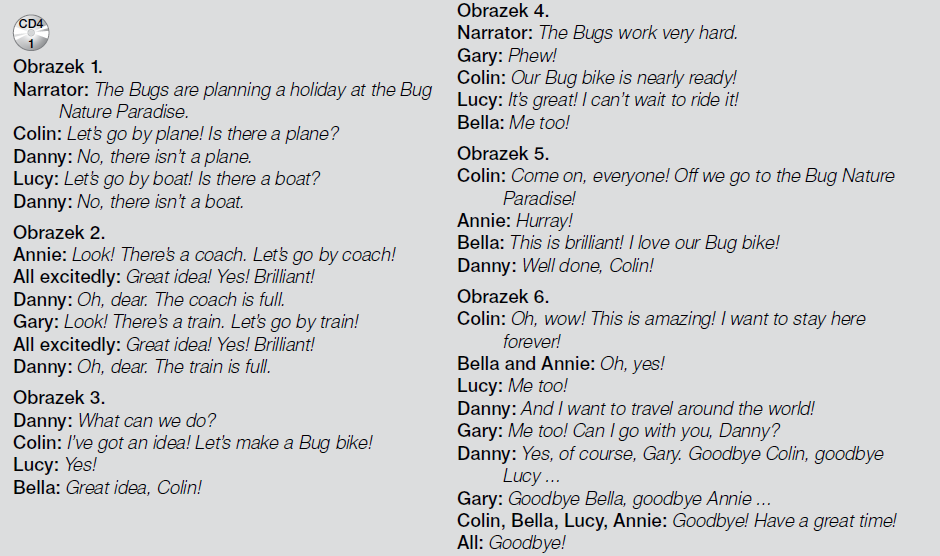 CD4
1
Obrazek 1.
Narrator: The Bugs are planning a holiday at the Bug
Nature Paradise.
Colin: Let's go by plane! Is there a plane?
Danny: No, there isn't a plane.
Lucy: Let's go by boat! Is there a boat?
Danny: No, there isn't a boat.
Obrazek 2.
Annie: Look! There's a coach. Let's go by coach!
All excitedly: Great idea! Yes! Brilliant!
Danny: Oh, dear. The coach is full.
Gary: Look! There's a train. Let's go by train!
All excitedly: Great idea! Yes! Brilliant!
Danny: Oh, dear. The train is full.
Obrazek 3.
Danny: What can we do?
Colin: I've got an idea! Let's make a Bug bike!
Lucy: Yes!
Bella: Great idea, Colin!
Obrazek 4.
Narrator: The Bugs work very hard.
Gary: Phew!
Colin: Our Bug bike is nearly ready!
Lucy: It's great! I can't wait to ride it!
Bella: Me too!
Obrazek 5.
Colin: Come on, everyone! Off we go to the Bug Nature
Paradise!
Annie: Hurray!
Bella: This is brilliant! I love our Bug bike!
Danny: Well done, Colin!
Obrazek 6.
Colin: Oh, wow! This is amazing! I want to stay here
forever!
Bella and Annie: Oh, yes!
Lucy: Me too!
Danny: And I want to travel around the world!
Gary: Me too! Can I go with you, Danny?
Danny: Yes, of course, Gary. Goodbye Colin, goodbye
Lucy ...
Gary: Goodbye Bella, goodbye Annie ...
Colin, Bella, Lucy, Annie: Goodbye! Have a great time!
All: Goodbye!